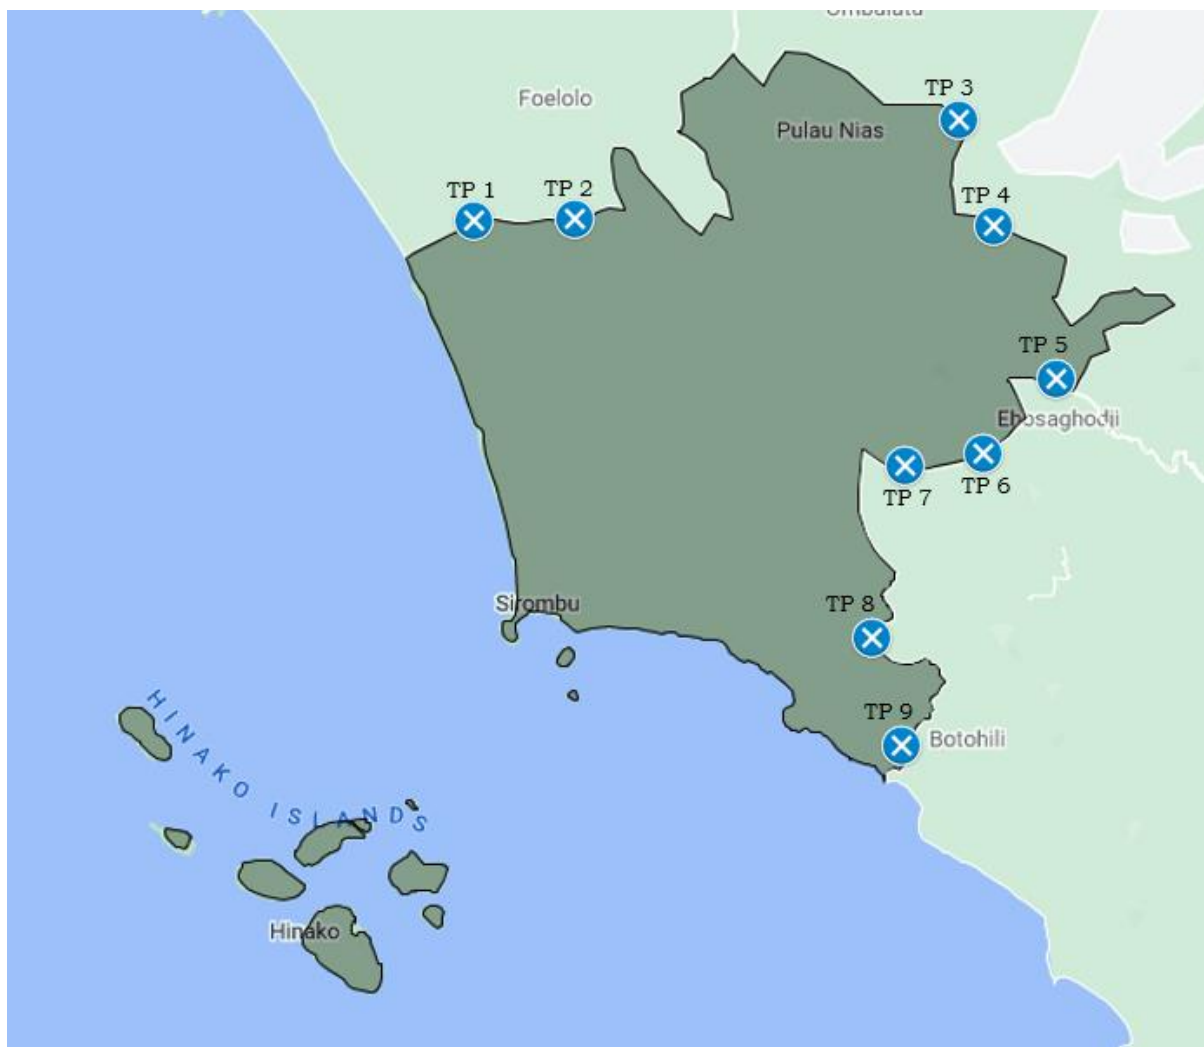 Foelolo
TP 3
Pulau Nias
TP 1
TP 2
TP 4
TP 5
Ehosaghodji
TP 6
TP 7
Sirombu
TP 8
TP 9
Botohili
HINAKO ISLANDS
Hinako